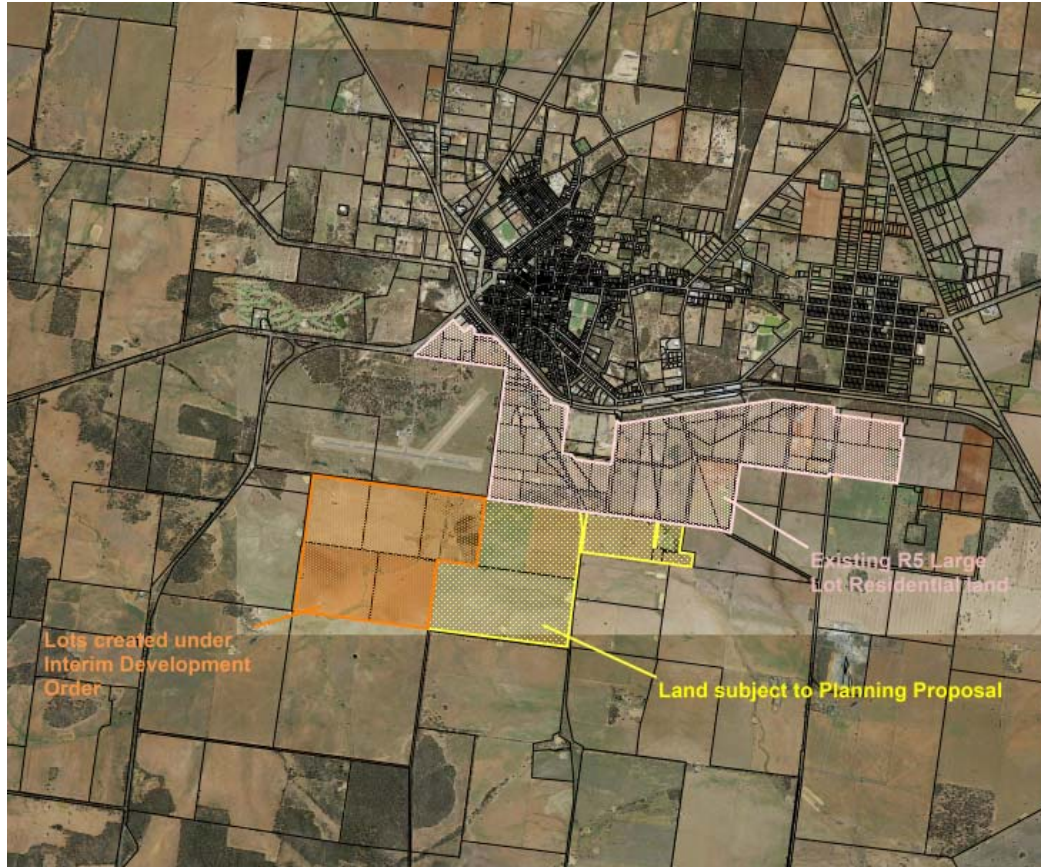 Existing R5 Large
Lot Residential land
Lots created under
Interim Development
Order
Land subject to Planning Proposal